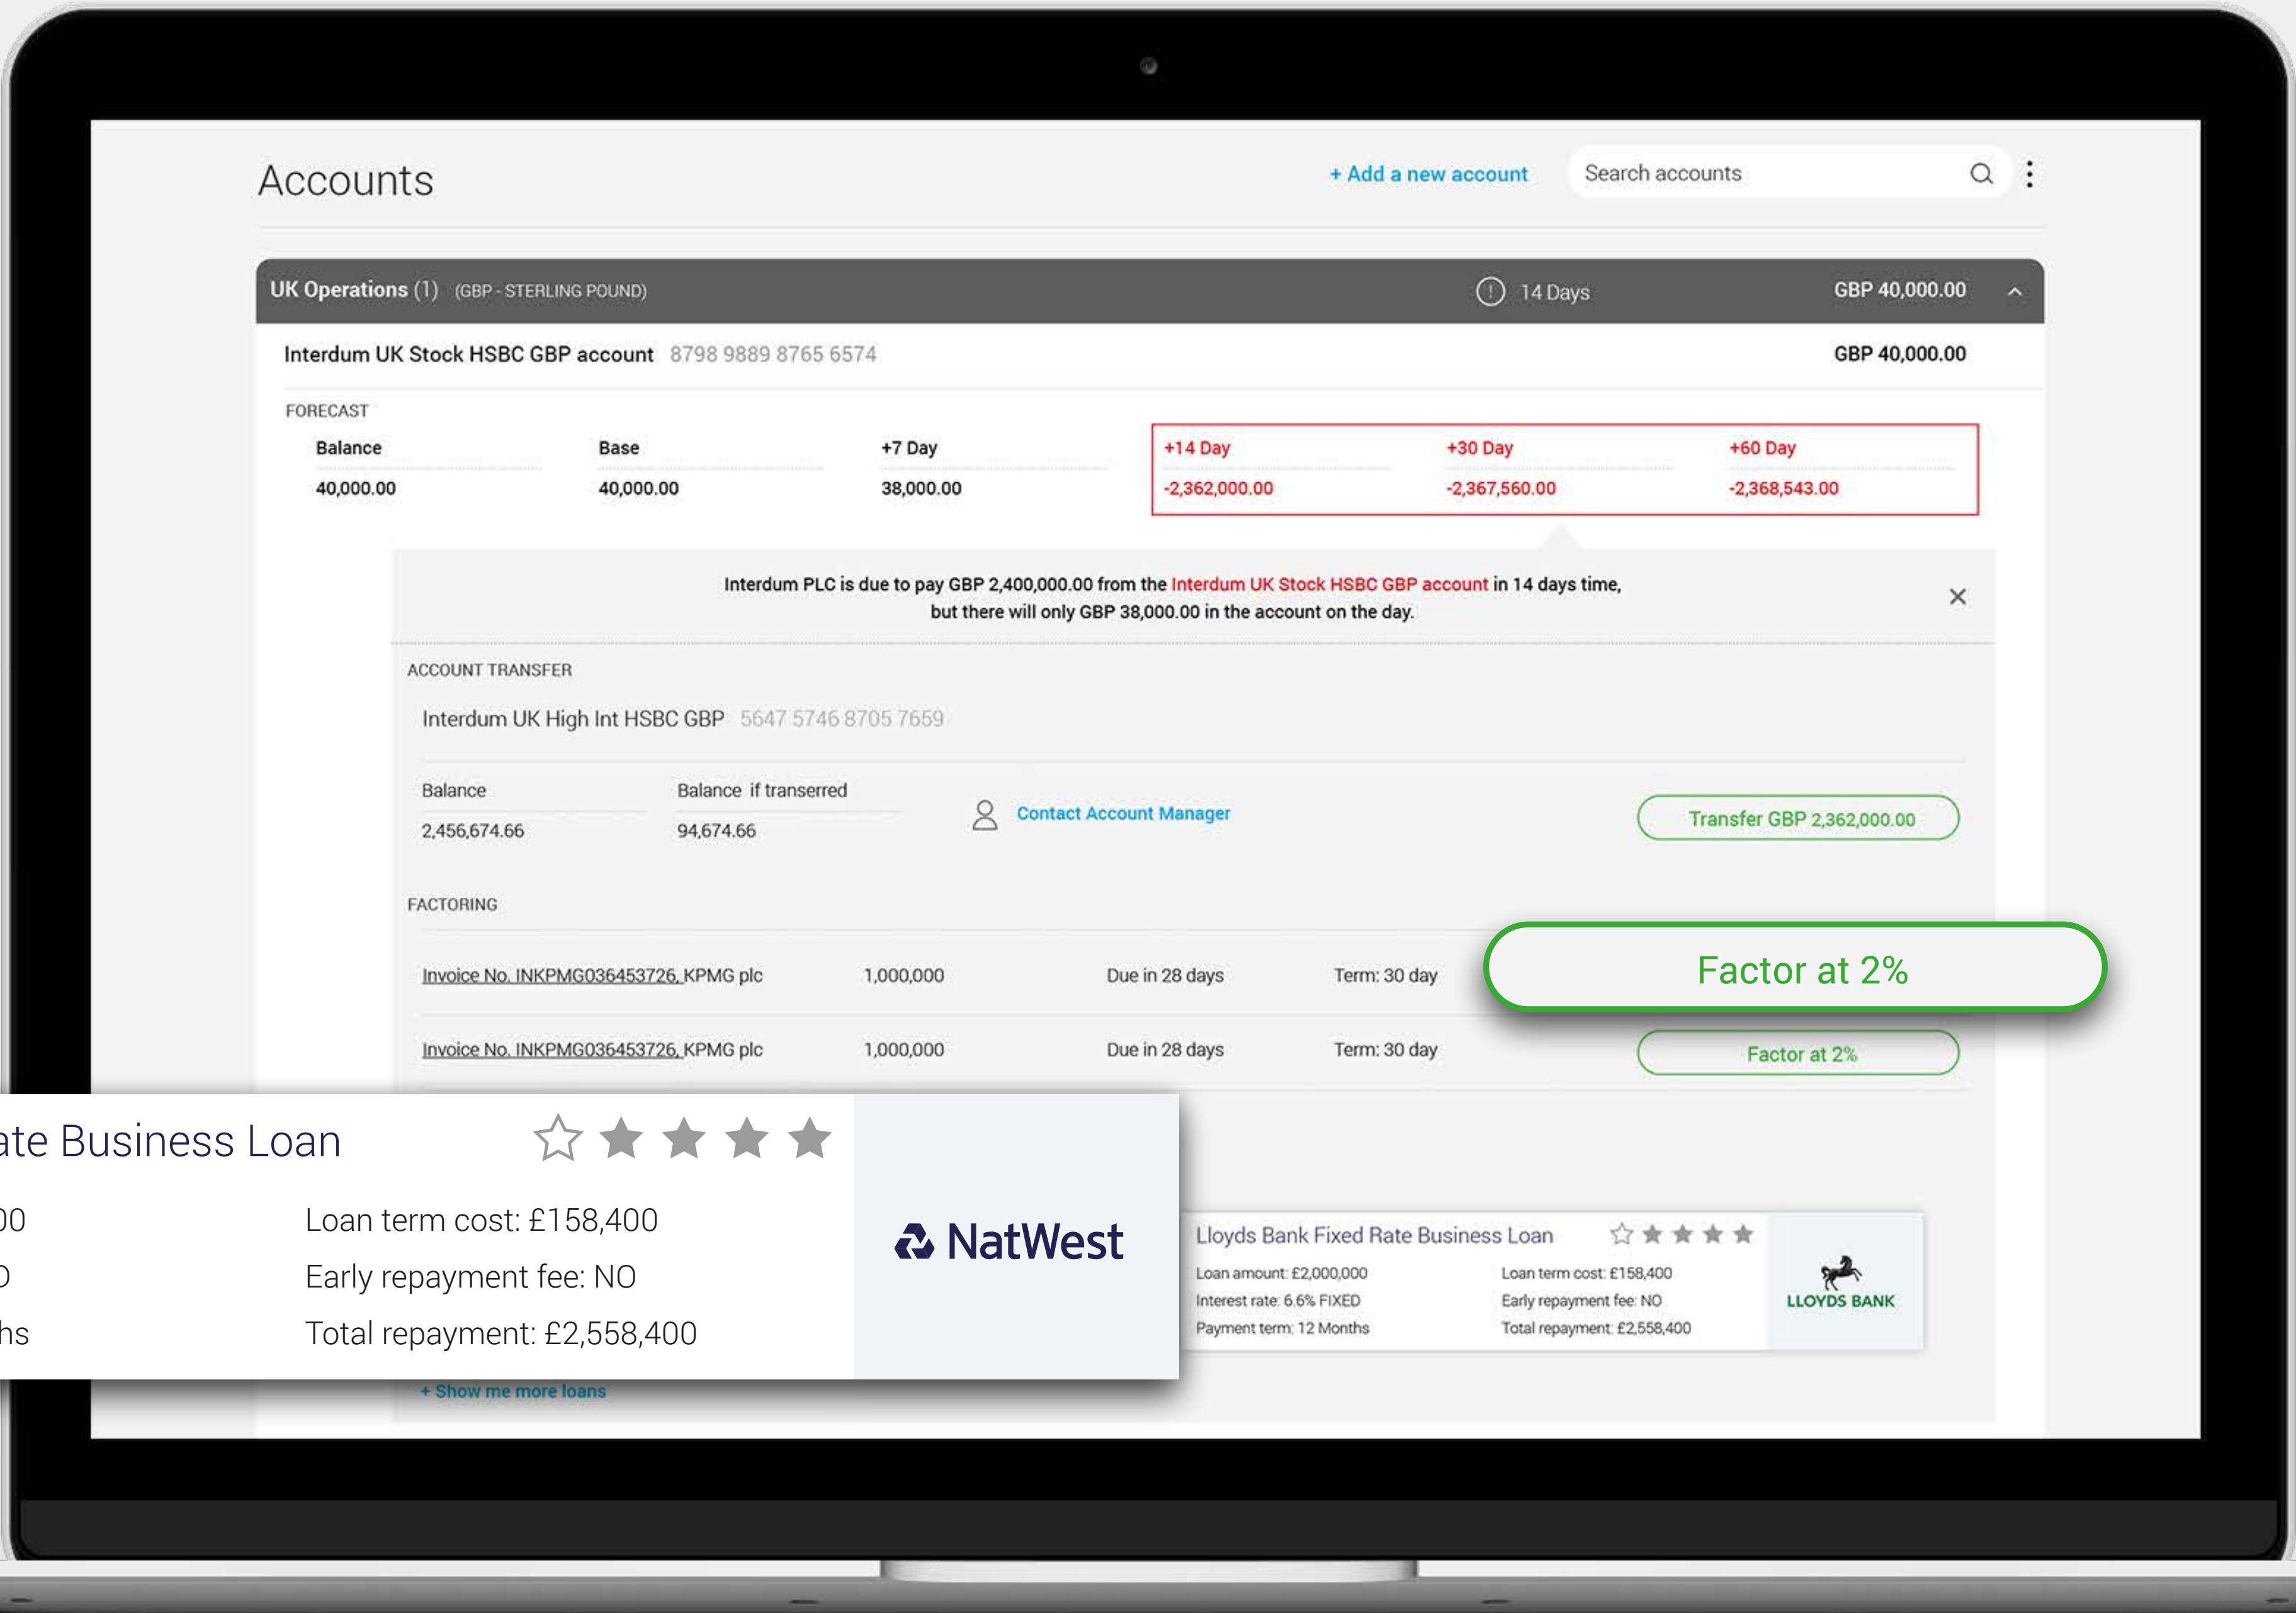 Accounts
+ Add a new account
Search accounts
UK Operations (1) (GBP - STERLING POUND)
14 Days
GBP 40,000.00
Interdum UK Stock HSBC GBP account 8798 9889 8765 6574
GBP 40,000.00
FORECAST
Balance Base +7 Day +14 Day +30 Day +60 Day
40,000.00 40,000.00 38,000.00 -2,362,000.00 -2,367,560.00 -2,368,543.00
Interdum PLC is due to pay GBP 2,400,000.00 from the Interdum UK Stock HSBC GBP account in 14 days time,
but there will only GBP 38,000.00 in the account on the day.
ACCOUNT TRANSFER
Interdum UK High Int HSBC GBP 5647 5746 8705 7659
Balance Balance if transerred
2,456,674.66 94,674.66
Contact Account Manager
Transfer GBP 2,362,000.00
FACTORING
Invoice No. INKPMG036453726, KPMG plc 1,000,000 Due in 28 days Term: 30 day Factor at 2%
Invoice No. INKPMG036453726, KPMG plc 1,000,000 Due in 28 days Term: 30 day Factor at 2%
Business Loan
Loan term cost: £158,400
Early repayment fee: NO
Total repayment: £2,558,400
NatWest
Lloyds Bank Fixed Rate Business Loan
Loan amount: £2,000,000 Loan term cost: £158,400
Interest rate: 6.6% FIXED Early repayment fee: NO
Payment term: 12 Months Total repayment: £2,558,400
LLOYDS BANK
+ Show me more loans